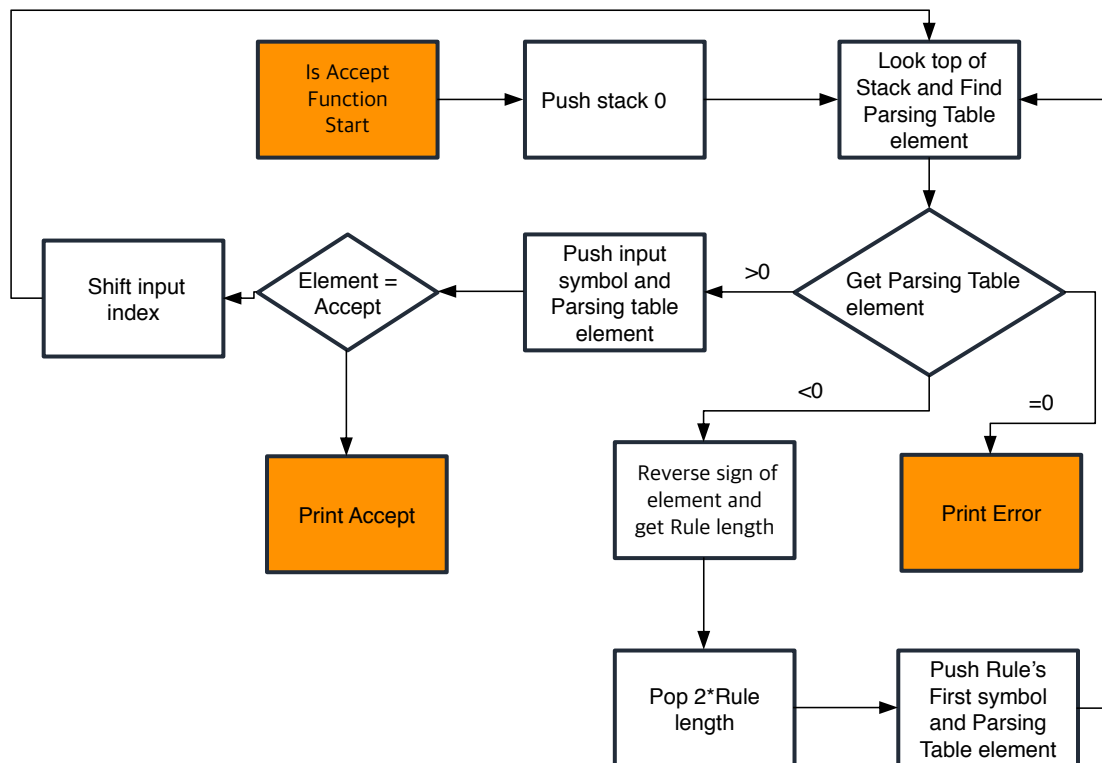 Is Accept
Function
Start
Push stack 0
Look top of
Stack and Find
Parsing Table
element
Shift input
index
Element =
Accept
Push input
symbol and
Parsing table
element
>0
Get Parsing Table
element
<0
=0
Print Accept
Reverse sign of
element and
get Rule length
Print Error
Pop 2*Rule
length
Push Rule’s
First symbol
and Parsing
Table element